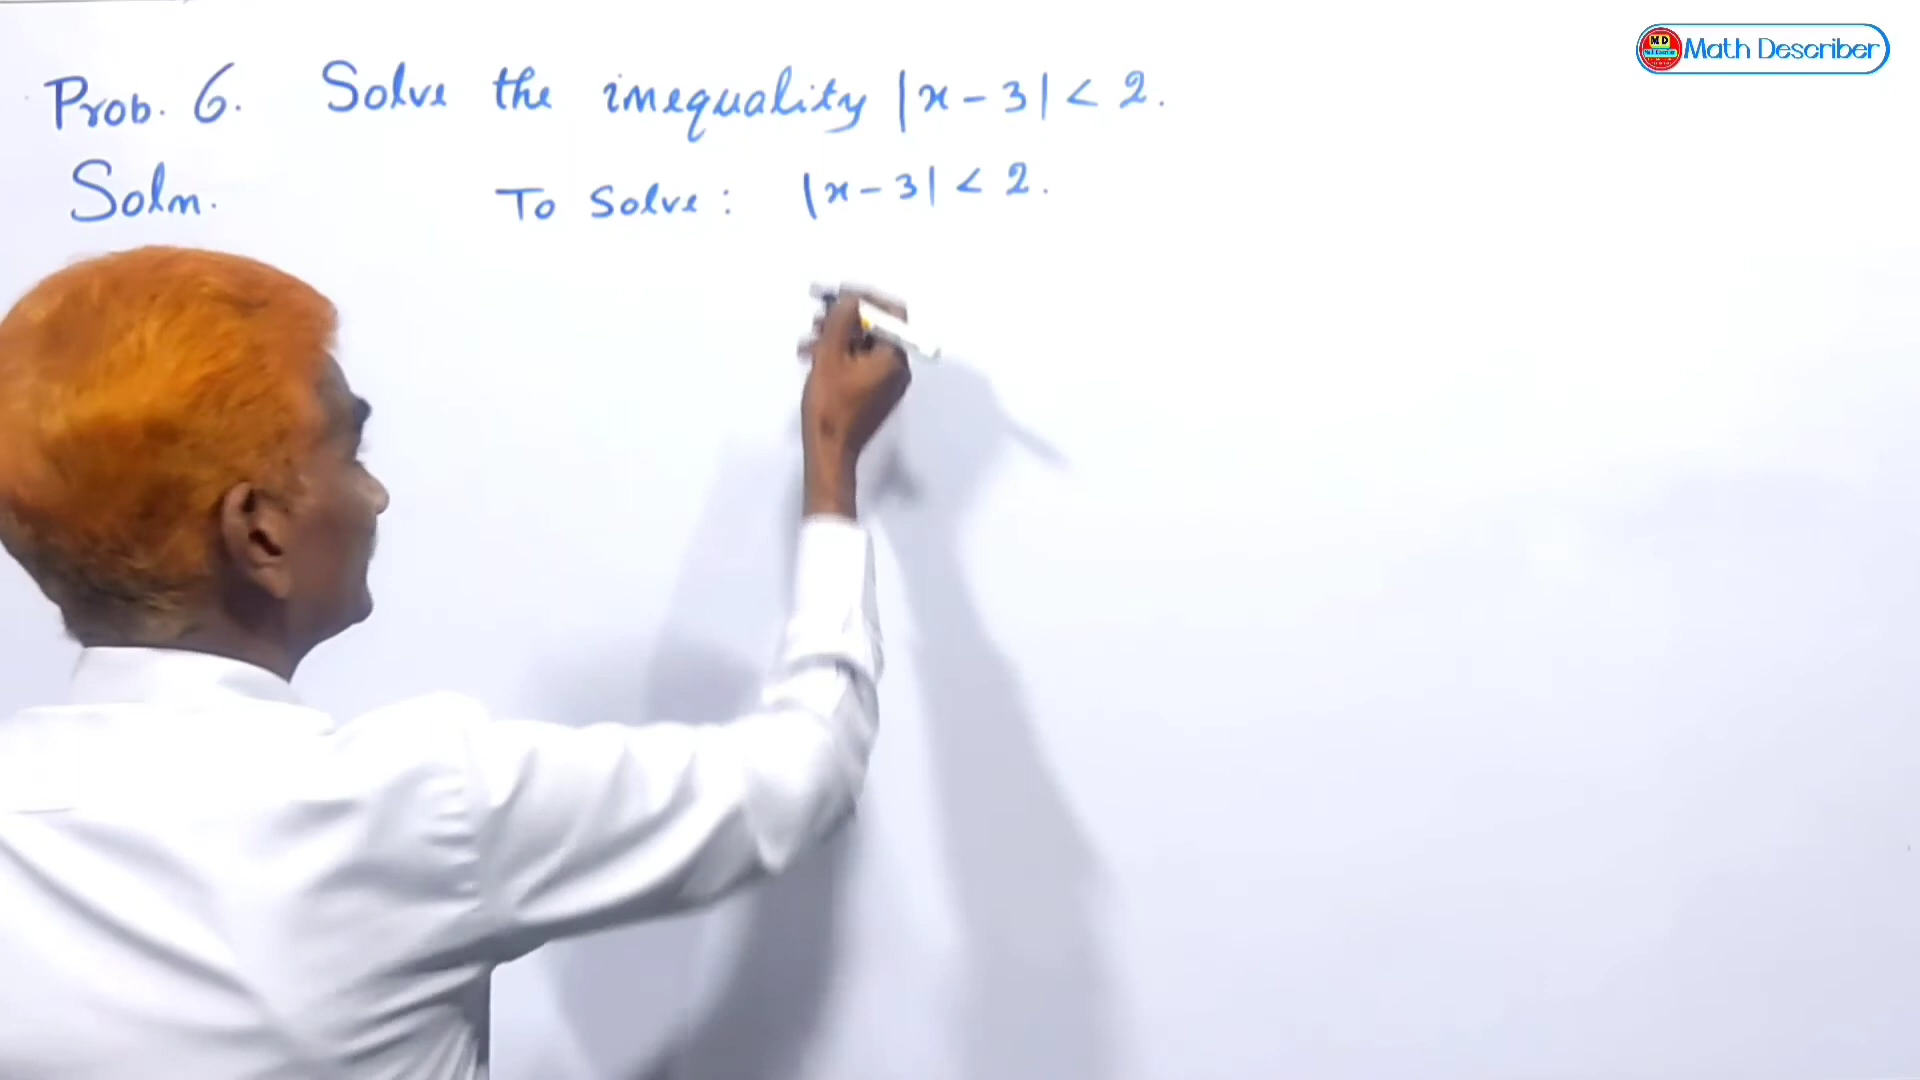 Math Describer
Prob. 6. Solve the inequality |x - 3| < 2.
Soln. To Solve: |x - 3| < 2.